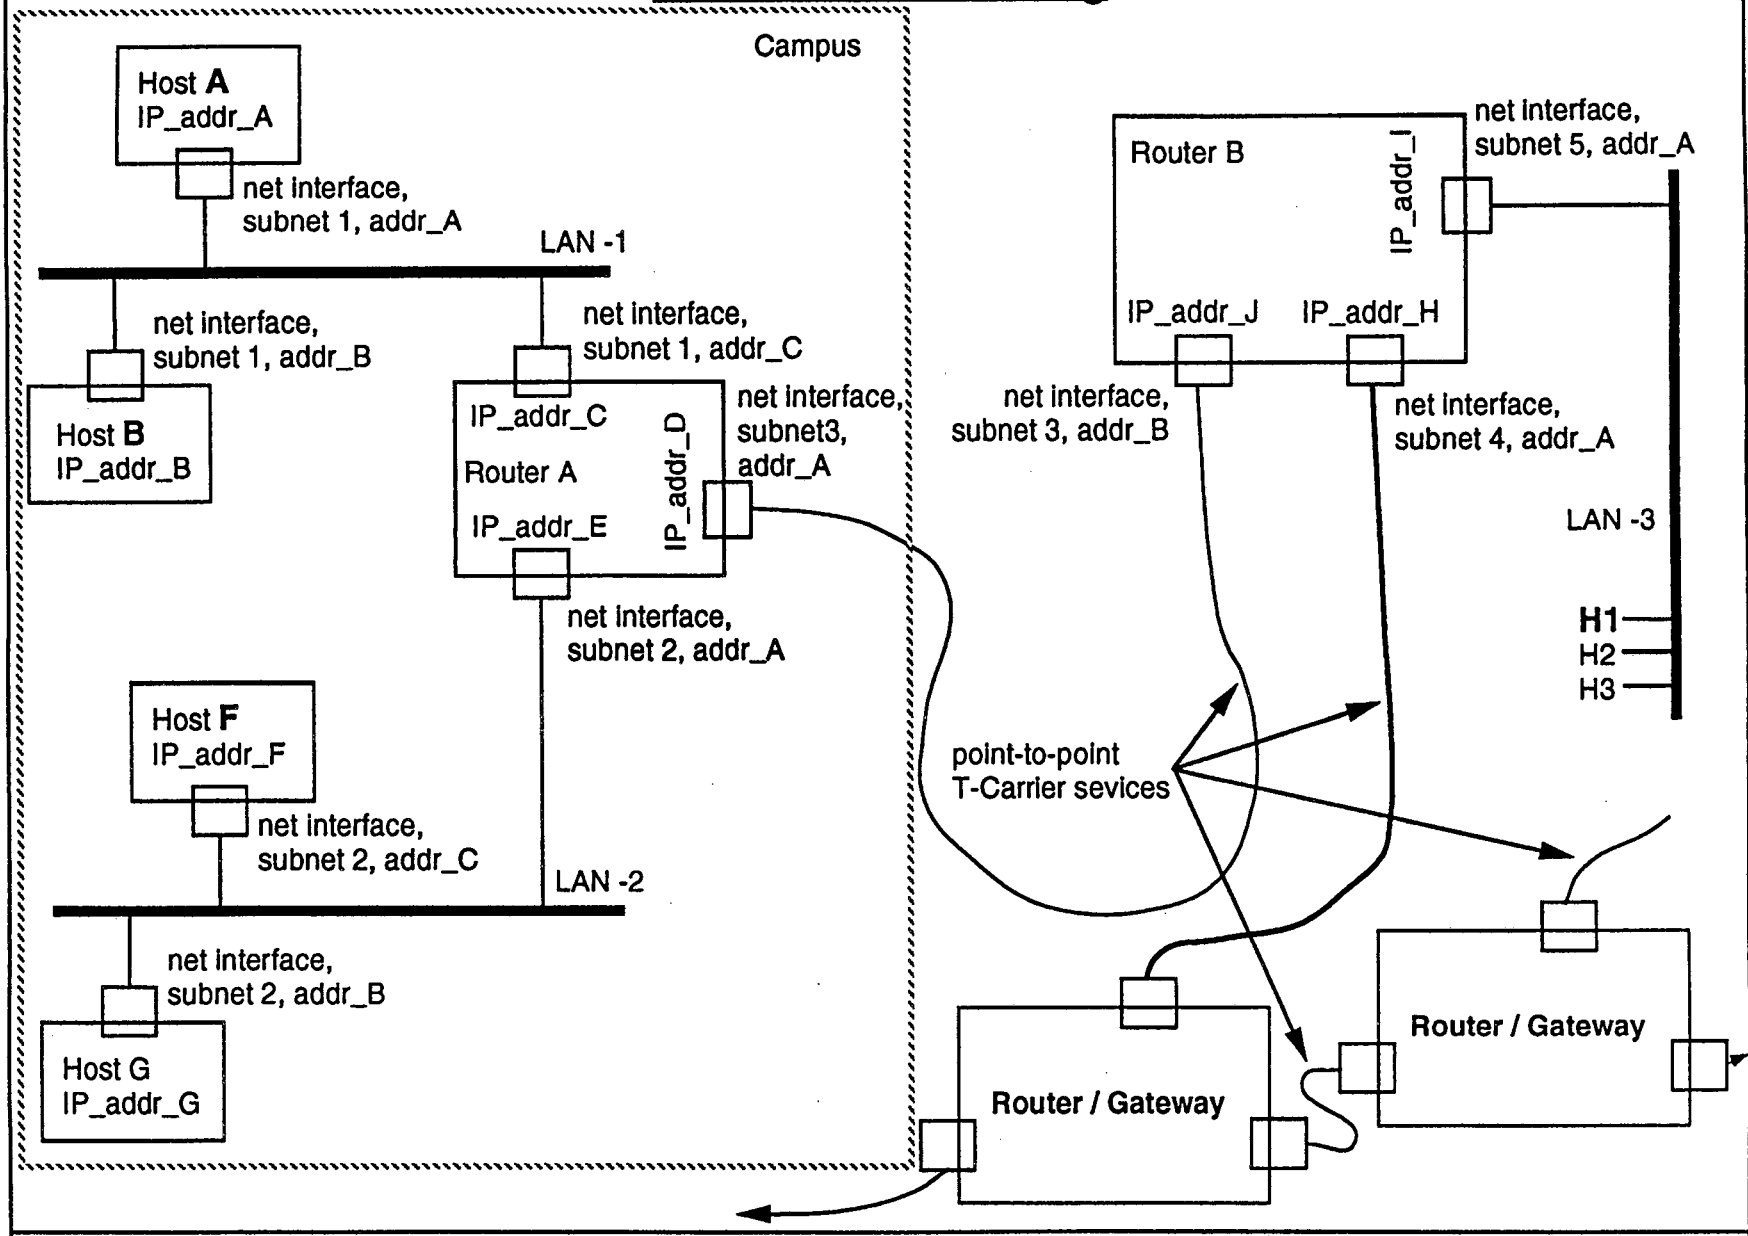 Campus
Host A
IP_addr_A
net interface,
subnet 1, addr_A
LAN -1
net interface,
subnet 1, addr_B
Host B
IP_addr_B
net interface,
subnet 1, addr_C
IP_addr_C
Router A
IP_addr_E
IP_addr_D
net interface,
subnet3,
addr_A
net interface,
subnet 2, addr_A
Host F
IP_addr_F
net interface,
subnet 2, addr_C
LAN -2
net interface,
subnet 2, addr_B
Host G
IP_addr_G
Router B
IP_addr_I
net interface,
subnet 5, addr_A
IP_addr_J
IP_addr_H
net interface,
subnet 3, addr_B
net interface,
subnet 4, addr_A
LAN -3
H1
H2
H3
point-to-point
T-Carrier sevices
Router / Gateway
Router / Gateway